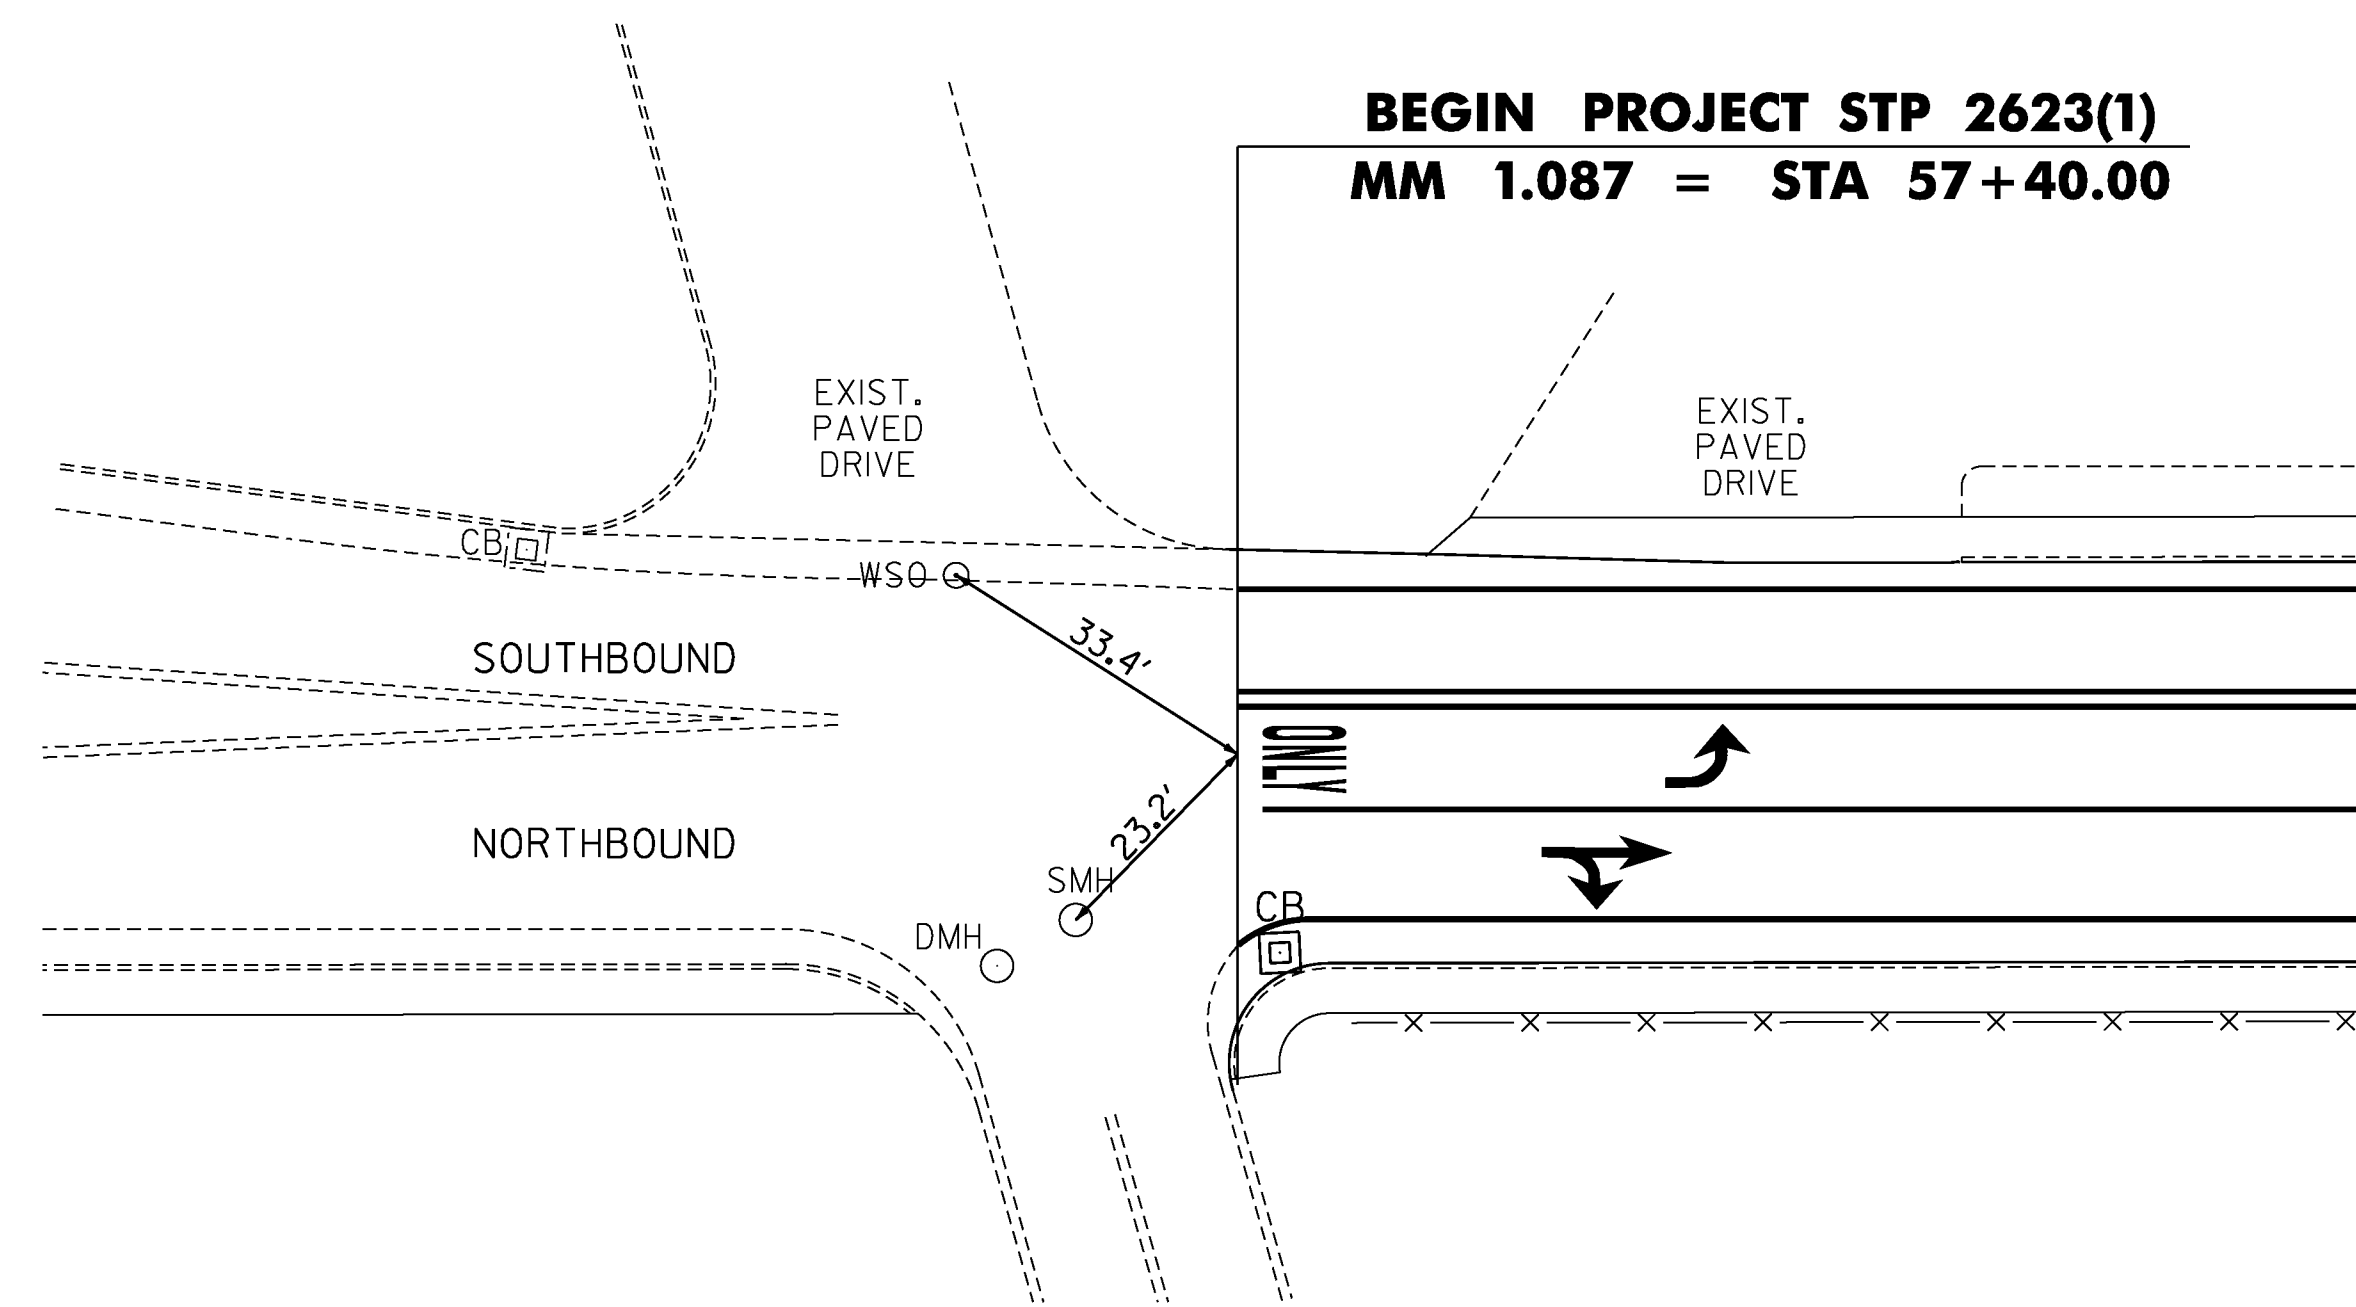 BEGIN PROJECT STP 2623(1)
MM 1.087 = STA 57+40.00
EXIST.
PAVED
DRIVE
EXIST.
PAVED
DRIVE
CB
WSO
33.4'
SOUTHBOUND
ONLY
23.2'
NORTHBOUND
SMH
CB
DMH